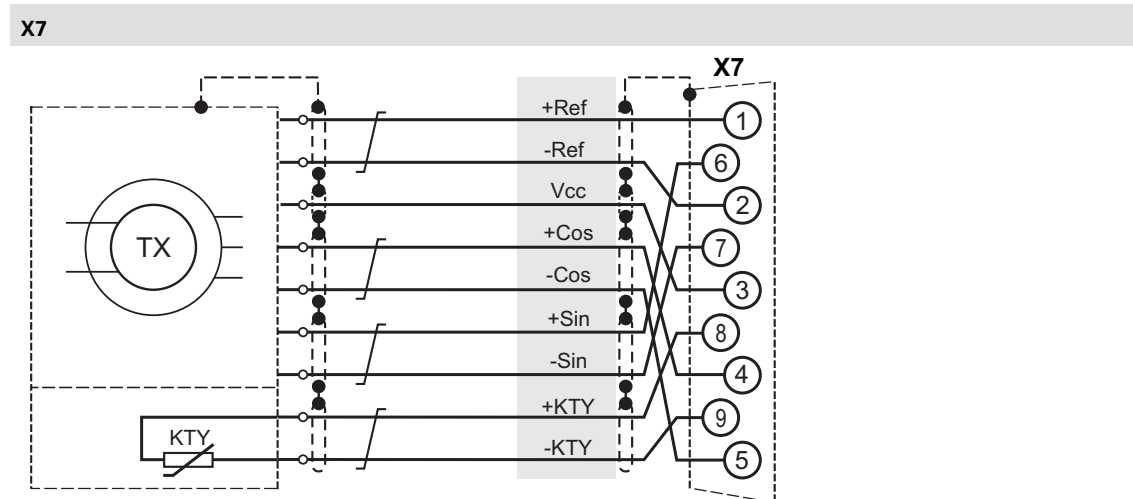 X7
X7
+Ref
1
-Ref
6
Vcc
2
+Cos
TX
7
-Cos
3
+Sin
8
-Sin
4
+KTY
9
KTY
-KTY
5